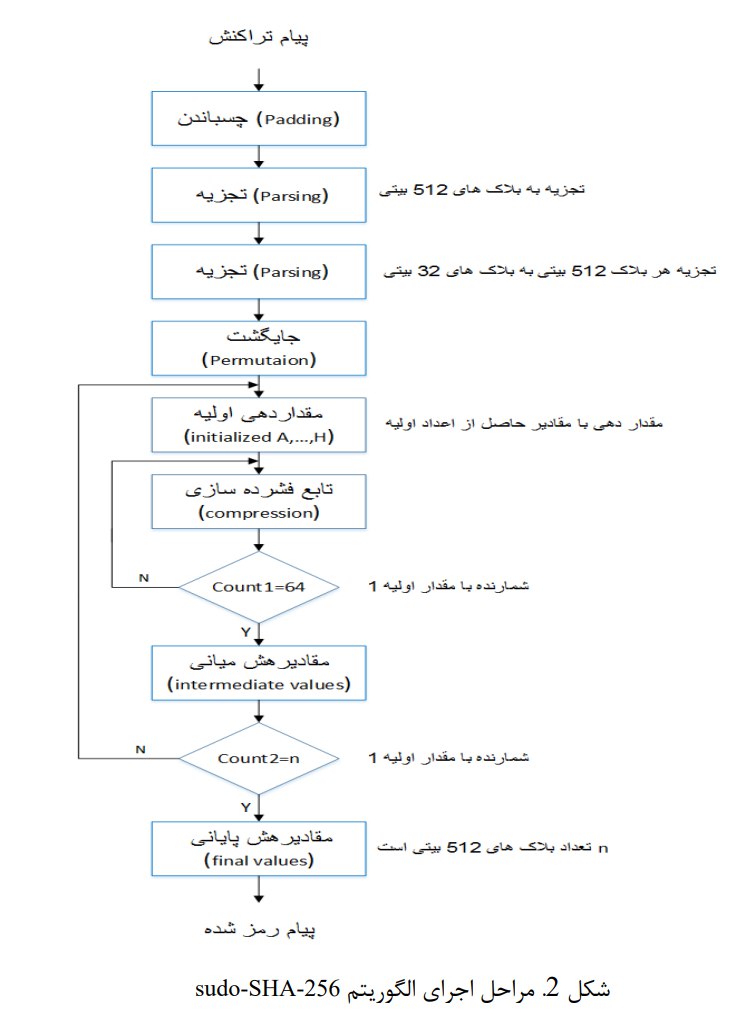 پیام تراکنش
چسباندن (Padding)
تجزیه (Parsing)
تجزیه به بلاک های 512 بیتی
تجزیه (Parsing)
تجزیه هر بلاک 512 بیتی به بلاک های 32 بیتی
جایگشت
(Permutaion)
مقداردهی اولیه
(initialized A,...,H)
مقدار دهی با مقادیر حاصل از اعداد اولیه
تابع فشرده سازی
(compression)
Count1=64
N
شمارنده با مقدار اولیه 1
Y
مقادیر هش میانی
(intermediate values)
Count2=n
N
شمارنده با مقدار اولیه 1
Y
مقادیر هش پایانی
(final values)
n تعداد بلاک های 512 بیتی است
پیام رمز شده
شکل 2. مراحل اجرای الگوریتم sudo-SHA-256